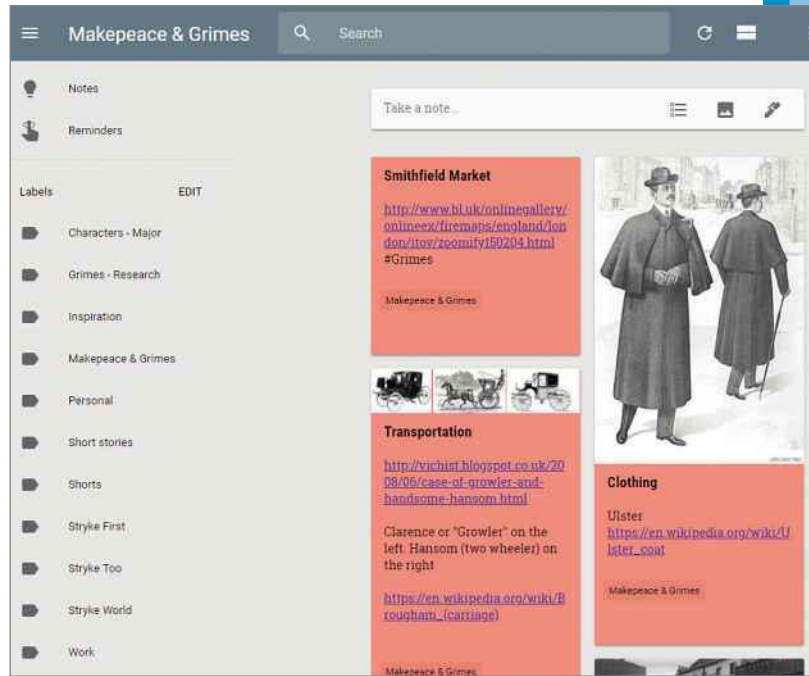 Makepeace & Grimes
Search
Notes
Reminders
Labels EDIT
Characters - Major
Grimes - Research
Inspiration
Makepeace & Grimes
Personal
Short stories
Shorts
Stryke First
Stryke Too
Stryke World
Work
Take a note...
Smithfield Market
http://www.bl.uk/onlinegallery/
onlineex/firemaps/england/lon
don/itov/zoomify150204.html
#Grimes
Makepeace & Grimes
Transportation
http://vichist.blogspot.co.uk/20
08/06/case-of-growler-and-
handsome-hansom.html
Clarence or "Growler" on the
left. Hansom (two wheeler) on
the right
https://en.wikipedia.org/wiki/B
rougham_(carriage)
Makepeace & Grimes
Clothing
Ulster
https://en.wikipedia.org/wiki/U
lster_coat
Makepeace & Grimes